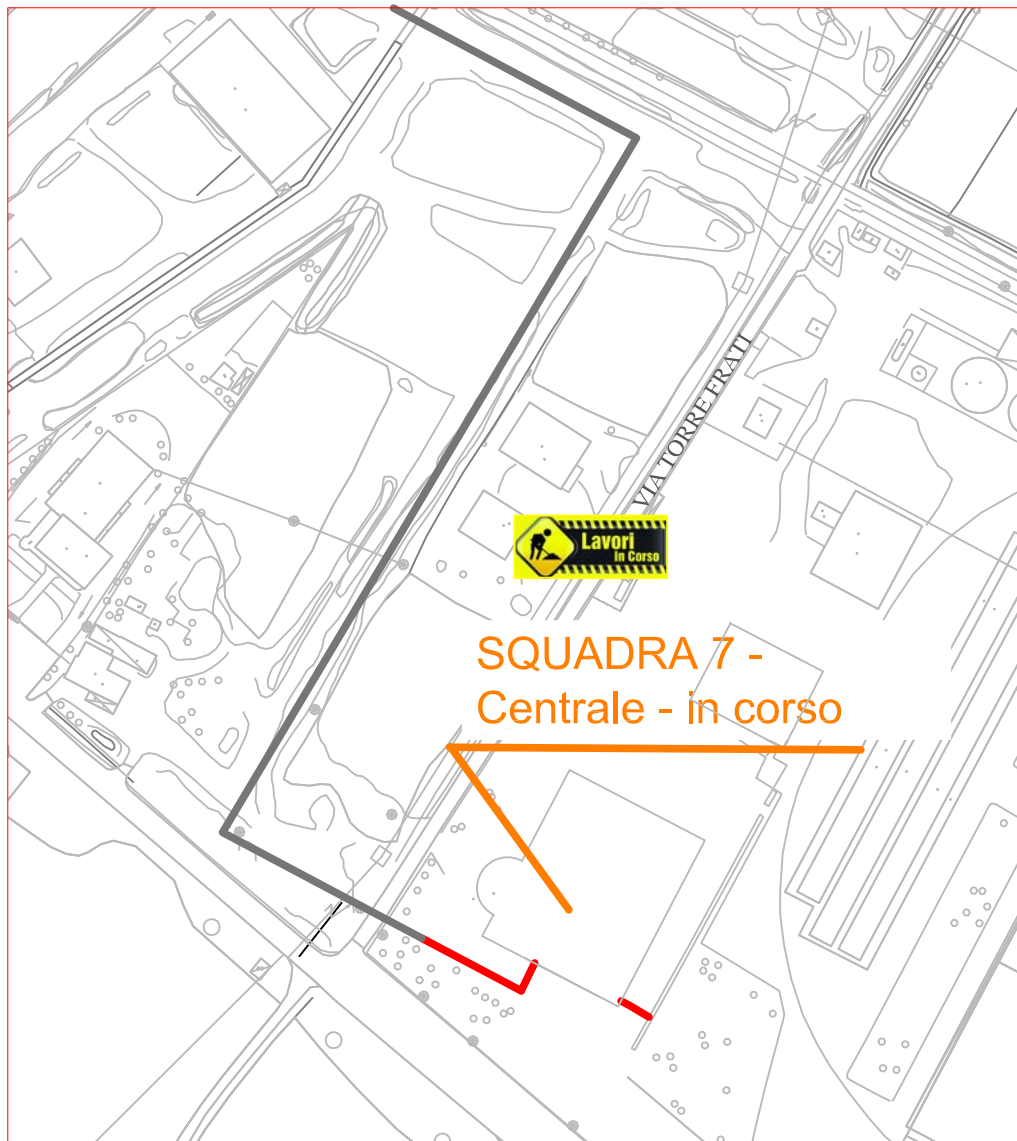 VIA TORRE FRATI
Lavori
In Corso
SQUADRA 7 -
Centrale - in corso